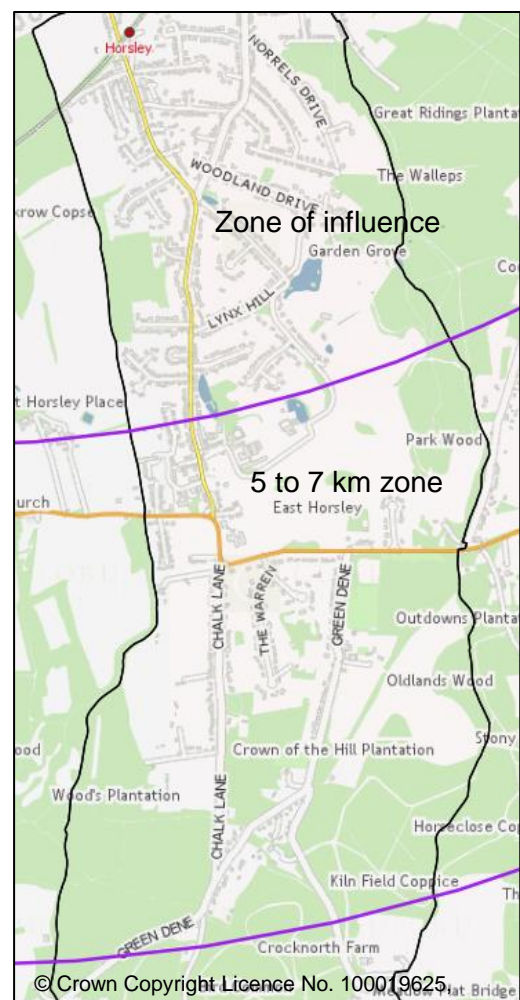 Horsley
NORRELS DRIVE
Great Ridings Planta
WOODLAND DRIVE
The Walleps
krow Copse
Zone of influence
Garden Grove
Co
LYNX HILL
t Horsley Place
Park Wood
5 to 7 km zone
urch
East Horsley
CHALK LANE
THE WARREN
GREEN DENE
Outdowns Planta
Oldlands Wood
ood
Crown of the Hill Plantation
Stony
Wood's Plantation
CHALK LANE
Horseclose Cop
Kiln Field Coppice
Th
GREEN DENE
Crocknorth Farm
© Crown Copyright Licence No. 100019625,
Flat Bridge